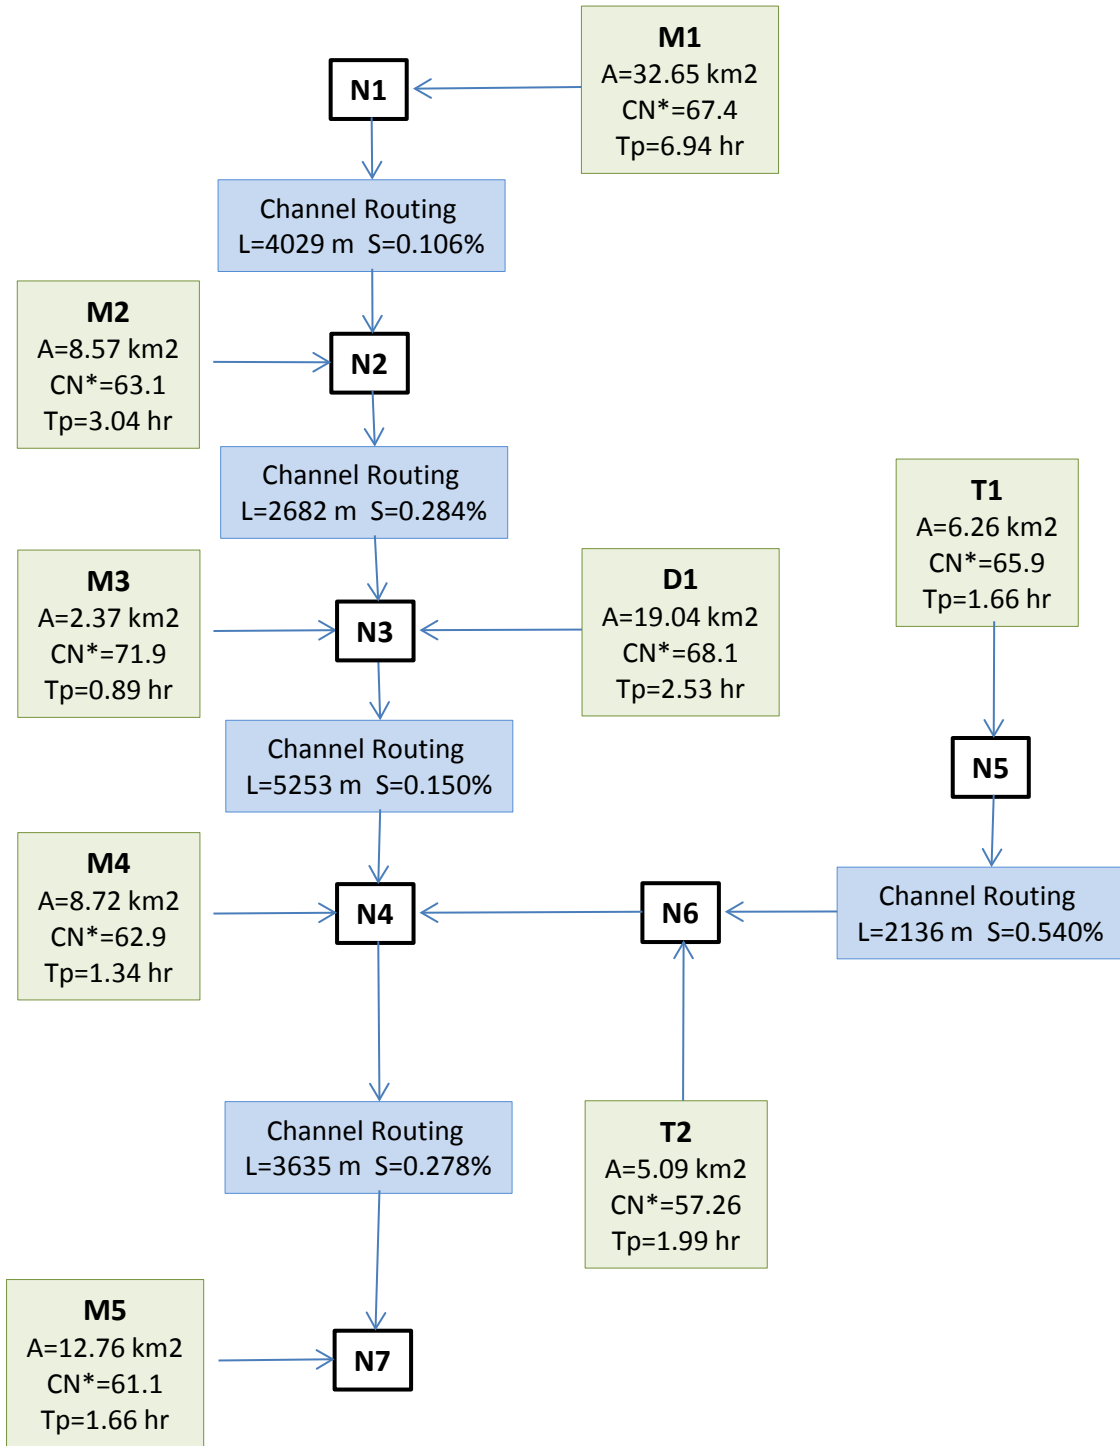 M1
A=32.65 km2
CN*=67.4
Tp=6.94 hr
N1
Channel Routing
L=4029 m  S=0.106%
M2
A=8.57 km2
CN*=63.1
Tp=3.04 hr
N2
Channel Routing
L=2682 m  S=0.284%
T1
A=6.26 km2
CN*=65.9
Tp=1.66 hr
M3
A=2.37 km2
CN*=71.9
Tp=0.89 hr
N3
D1
A=19.04 km2
CN*=68.1
Tp=2.53 hr
Channel Routing
L=5253 m  S=0.150%
N5
M4
A=8.72 km2
CN*=62.9
Tp=1.34 hr
N4
N6
Channel Routing
L=2136 m  S=0.540%
Channel Routing
L=3635 m  S=0.278%
T2
A=5.09 km2
CN*=57.26
Tp=1.99 hr
M5
A=12.76 km2
CN*=61.1
Tp=1.66 hr
N7